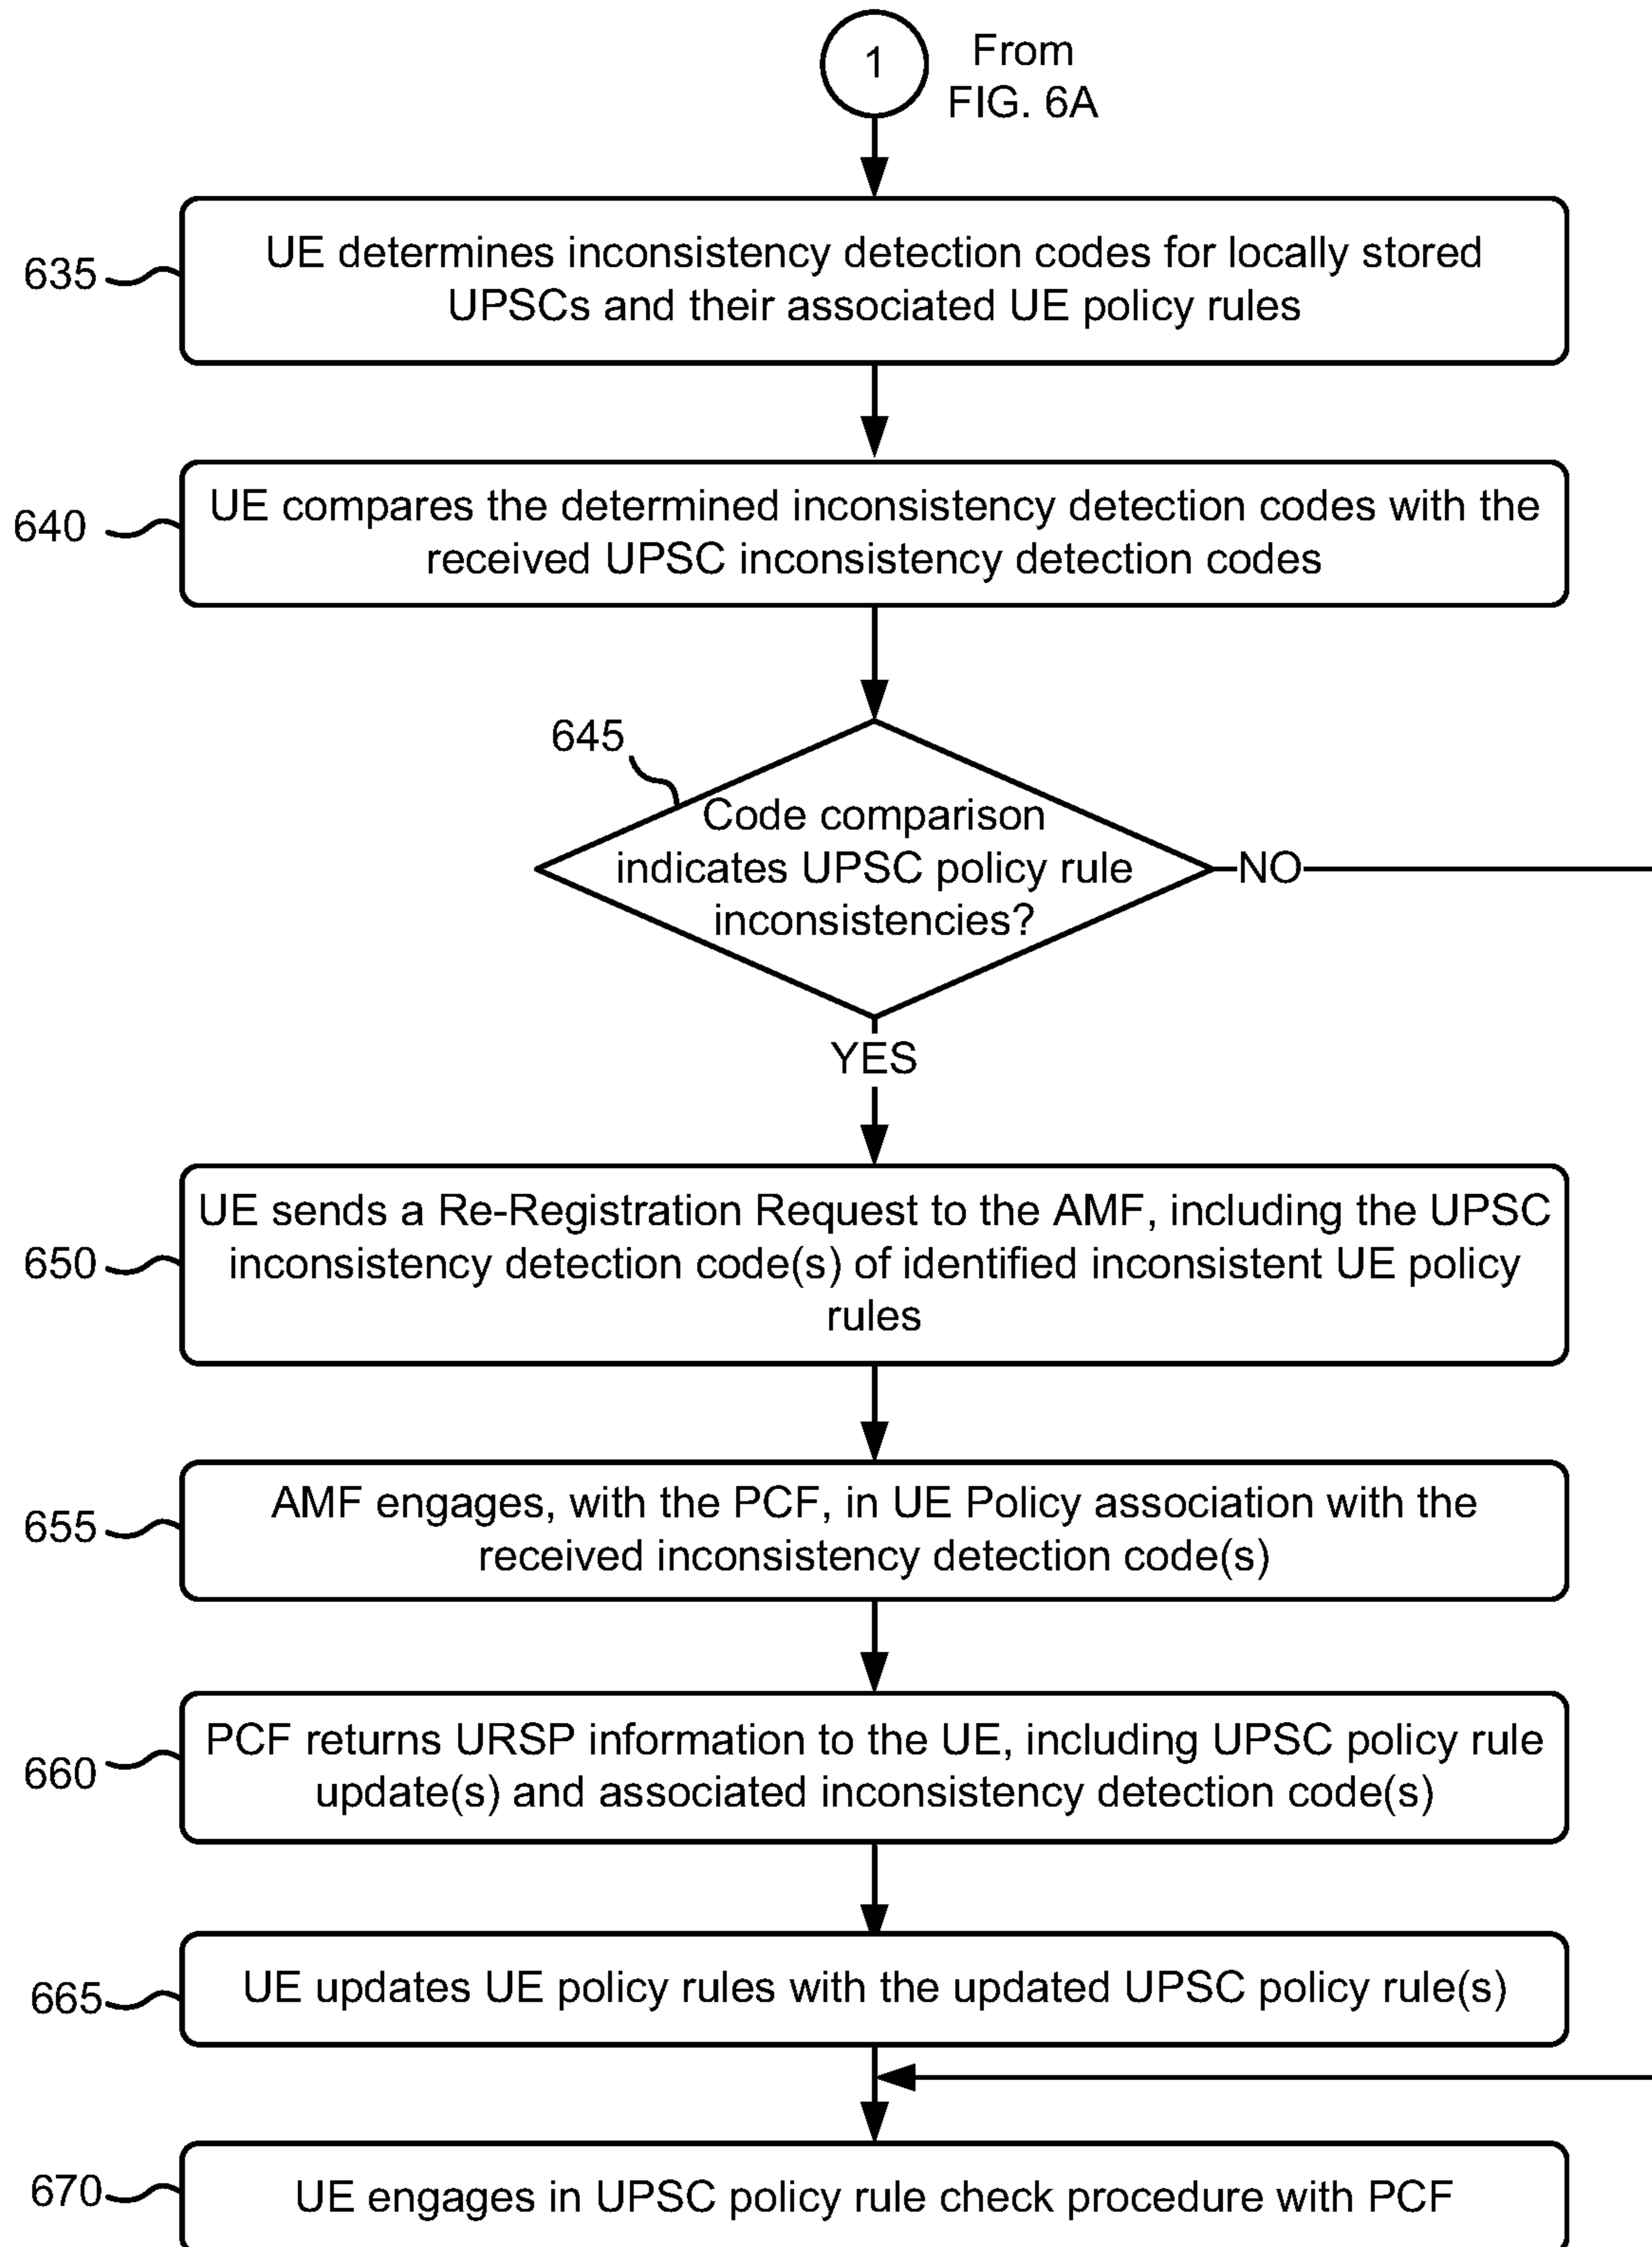 1
From
FIG. 6A
635
UE determines inconsistency detection codes for locally stored
UPSCs and their associated UE policy rules
640
UE compares the determined inconsistency detection codes with the
received UPSC inconsistency detection codes
645
Code comparison
indicates UPSC policy rule
inconsistencies?
NO
YES
650
UE sends a Re-Registration Request to the AMF, including the UPSC
inconsistency detection code(s) of identified inconsistent UE policy
rules
655
AMF engages, with the PCF, in UE Policy association with the
received inconsistency detection code(s)
660
PCF returns URSP information to the UE, including UPSC policy rule
update(s) and associated inconsistency detection code(s)
665
UE updates UE policy rules with the updated UPSC policy rule(s)
670
UE engages in UPSC policy rule check procedure with PCF